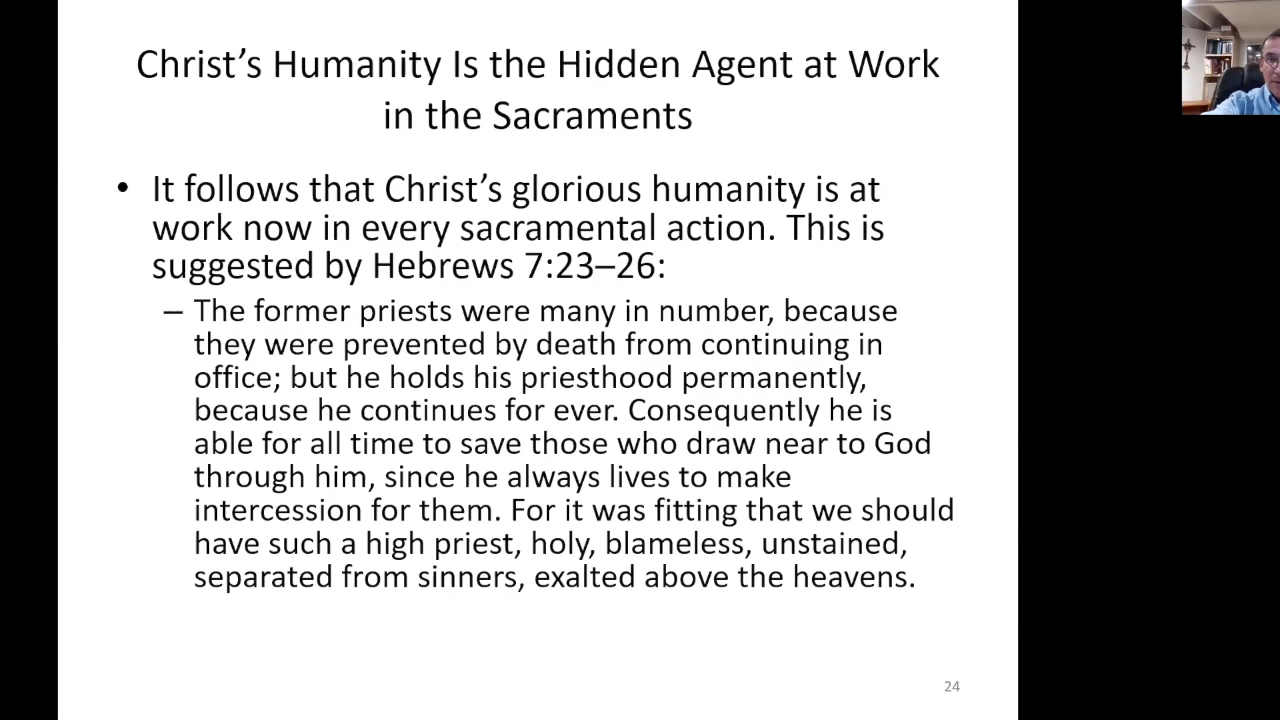 Christ’s Humanity Is the Hidden Agent at Work
in the Sacraments
• It follows that Christ’s glorious humanity is at
work now in every sacramental action. This is
suggested by Hebrews 7:23–26:
– The former priests were many in number, because
they were prevented by death from continuing in
office; but he holds his priesthood permanently,
because he continues for ever. Consequently he is
able for all time to save those who draw near to God
through him, since he always lives to make
intercession for them. For it was fitting that we should
have such a high priest, holy, blameless, unstained,
separated from sinners, exalted above the heavens.
24